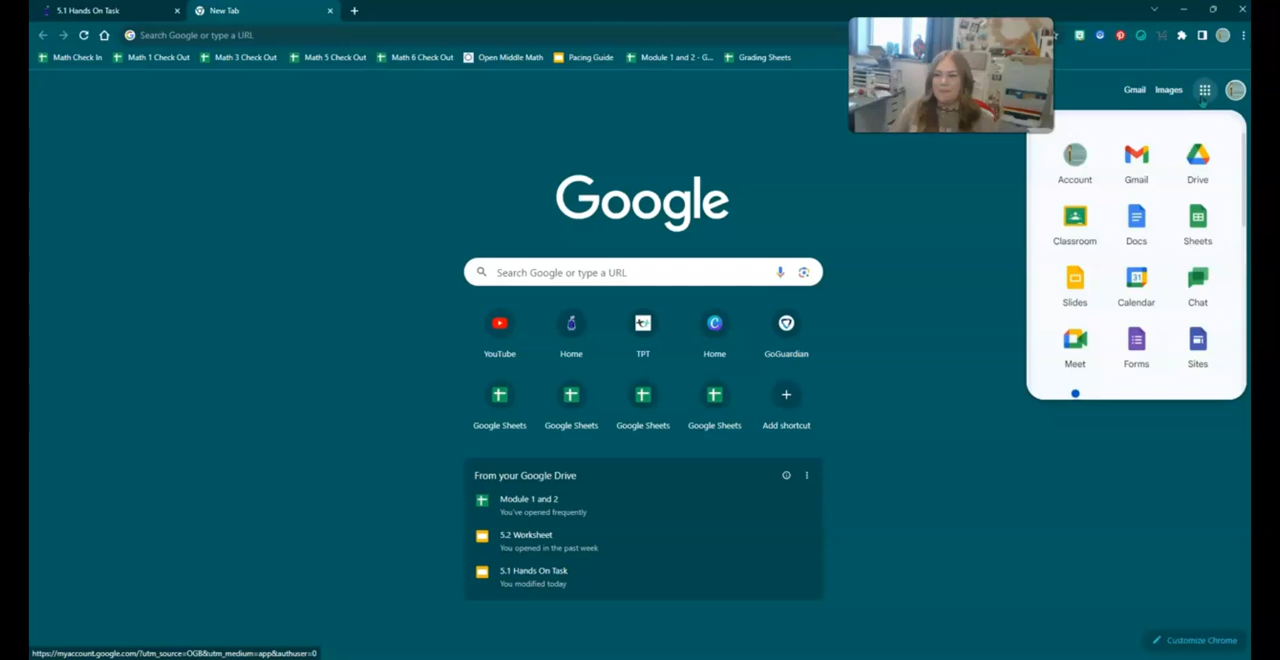 5.1 Hands On Task
New Tab
Search Google or type a URL
Math Check In
Math 1 Check Out
Math 3 Check Out
Math 5 Check Out
Math 6 Check Out
Open Middle Math
Pacing Guide
Module 1 and 2 - G...
Grading Sheets
Gmail
Images
Account
Gmail
Drive
Classroom
Docs
Sheets
Slides
31
Calendar
Chat
Meet
Forms
Sites
Google
Search Google or type a URL
YouTube
Home
TPT
Home
GoGuardian
Google Sheets
Google Sheets
Google Sheets
Google Sheets
Add shortcut
From your Google Drive
Module 1 and 2
You've opened frequently
5.2 Worksheet
You opened in the past week
5.1 Hands On Task
You modified today
Customize Chrome
https://myaccount.google.com/?utm_source=OGB&utm_medium=app&authuser=0